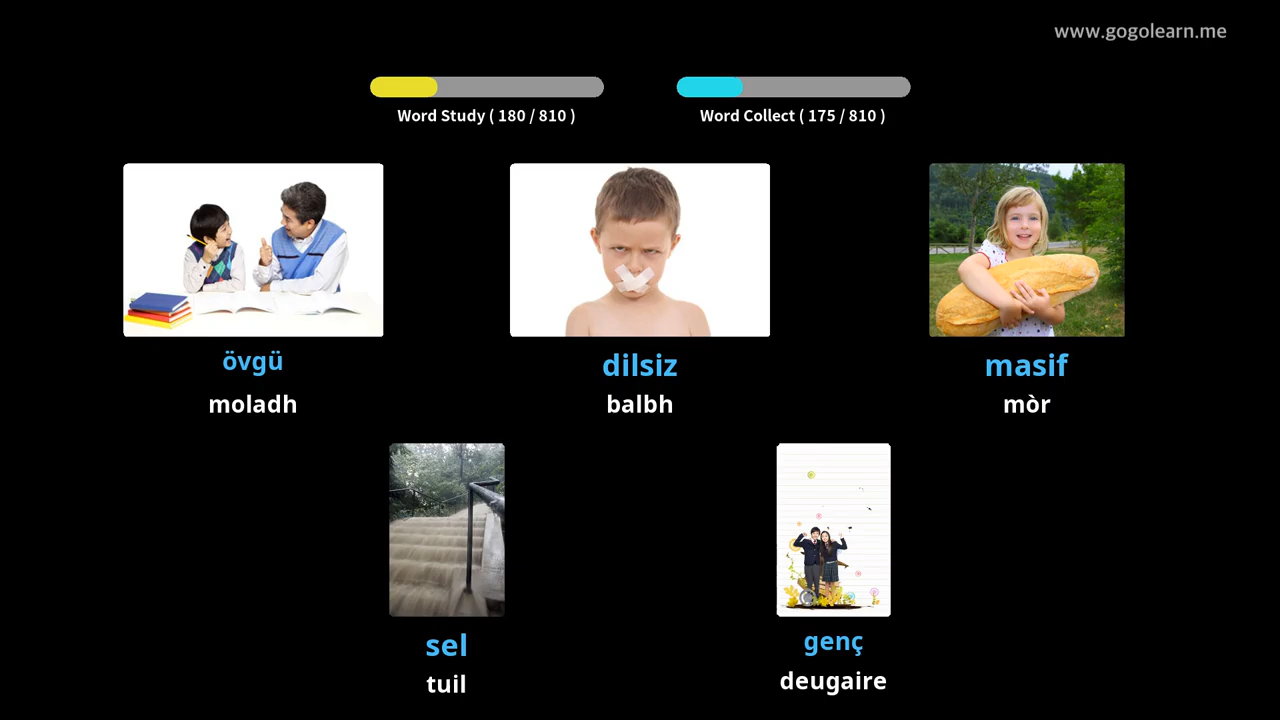 www.gogolearn.me
Word Study ( 180 / 810 )
Word Collect ( 175 / 810 )
övgü
moladh
dilsiz
balbh
masif
mòr
sel
tuil
genç
deugaire